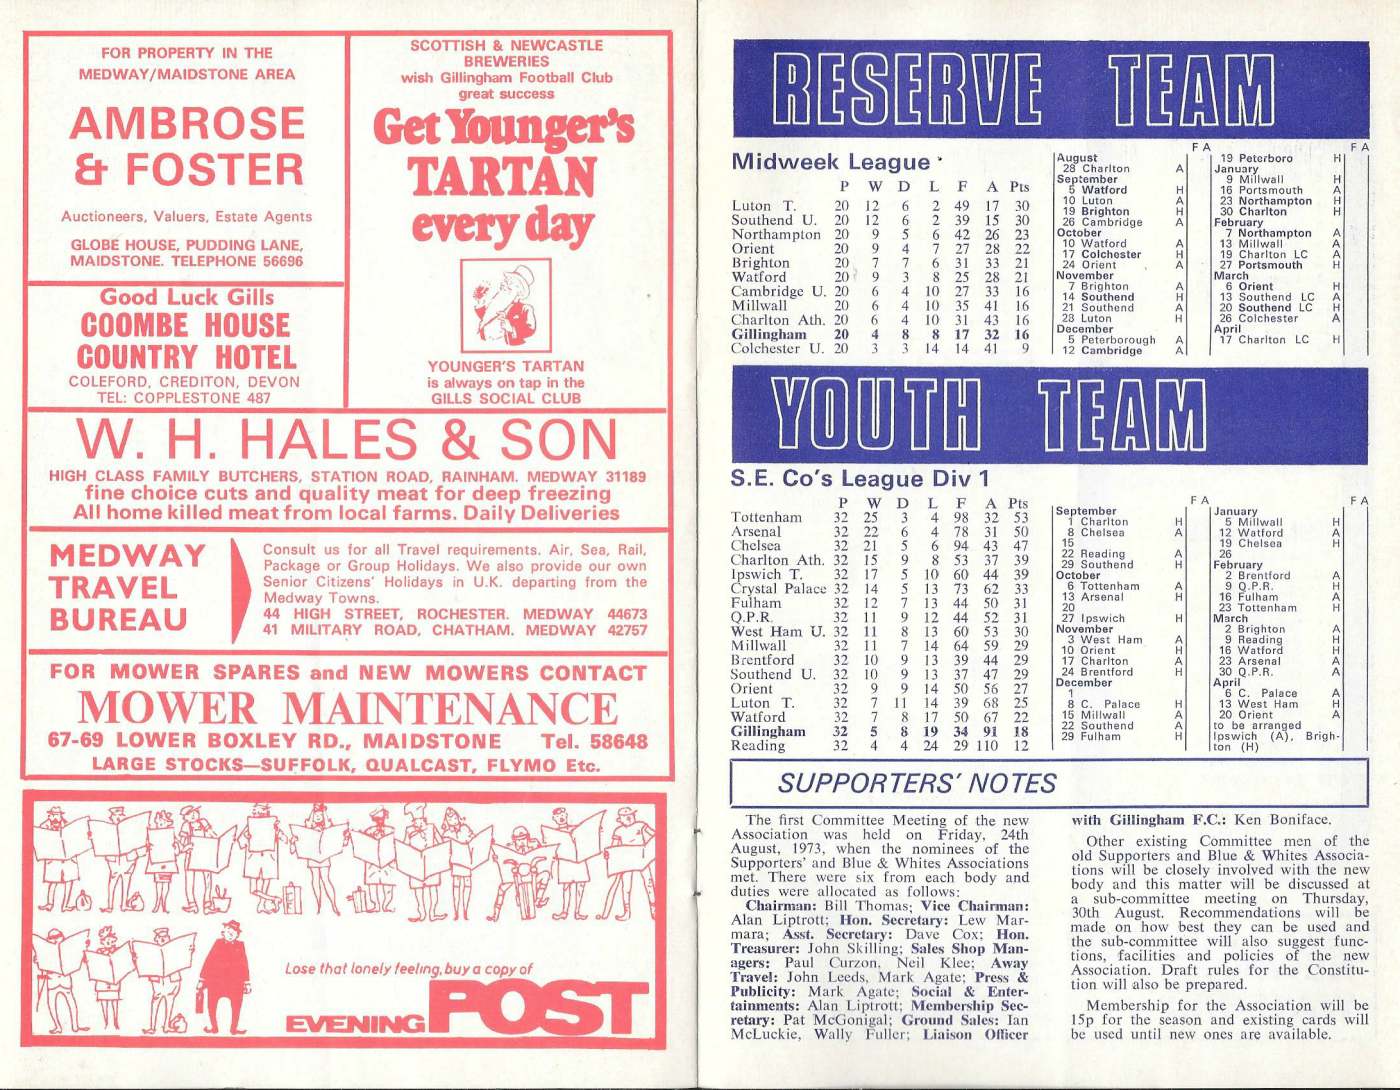 FOR PROPERTY IN THE
MEDWAY/MAIDSTONE AREA
AMBROSE
& FOSTER
Auctioneers, Valuers, Estate Agents
GLOBE HOUSE, PUDDING LANE,
MAIDSTONE. TELEPHONE 56696
Good Luck Gills
COOMBE HOUSE
COUNTRY HOTEL
COLEFORD, CREDITON, DEVON
TEL: COPPLESTONE 487
SCOTTISH & NEWCASTLE
BREWERIES
wish Gillingham Football Club
great success
Get Younger's
TARTAN
every day
YOUNGER'S TARTAN
is always on tap in the
GILLS SOCIAL CLUB
W. H. HALES & SON
HIGH CLASS FAMILY BUTCHERS, STATION ROAD, RAINHAM. MEDWAY 31189
fine choice cuts and quality meat for deep freezing
All home killed meat from local farms. Daily Deliveries
MEDWAY
TRAVEL
BUREAU
Consult us for all Travel requirements. Air, Sea, Rail,
Package or Group Holidays. We also provide our own
Senior Citizens' Holidays in U.K. departing from the
Medway Towns.
44 HIGH STREET, ROCHESTER. MEDWAY 44673
41 MILITARY ROAD, CHATHAM. MEDWAY 42757
FOR MOWER SPARES and NEW MOWERS CONTACT
MOWER MAINTENANCE
67-69 LOWER BOXLEY RD., MAIDSTONE Tel. 58648
LARGE STOCKS—SUFFOLK, QUALCAST, FLYMO Etc.
Lose that lonely feeling, buy a copy of
EVENING POST
RESERVE TEAM
Midweek League
P W D L F A Pts
Luton T. 20 12 6 2 49 17 30
Southend U. 20 12 6 2 39 15 30
Northampton 20 9 5 6 42 26 23
Orient 20 9 4 7 27 28 22
Brighton 20 7 7 6 31 33 21
Watford 20 9 3 8 25 28 21
Cambridge U. 20 6 4 10 27 33 16
Millwall 20 6 4 10 35 41 16
Charlton Ath. 20 6 4 10 31 43 16
Gillingham 20 4 8 8 17 32 16
Colchester U. 20 3 3 14 14 41 9
F A
August
28 Charlton A
September
5 Watford H
10 Luton A
19 Brighton H
26 Cambridge A
October
10 Watford A
17 Colchester H
24 Orient A
November
7 Brighton A
14 Southend H
21 Southend A
28 Luton H
December
5 Peterborough A
12 Cambridge A
F A
19 Peterboro H
January
9 Millwall H
16 Portsmouth A
23 Northampton H
30 Charlton H
February
7 Northampton A
13 Millwall A
19 Charlton LC A
27 Portsmouth H
March
6 Orient H
13 Southend LC A
20 Southend LC H
26 Colchester A
April
17 Charlton LC H
YOUTH TEAM
S.E. Co's League Div 1
P W D L F A Pts
Tottenham 32 25 3 4 98 32 53
Arsenal 32 22 6 4 78 31 50
Chelsea 32 21 5 6 94 43 47
Charlton Ath. 32 15 9 8 53 37 39
Ipswich T. 32 17 5 10 60 44 39
Crystal Palace 32 14 5 13 73 62 33
Fulham 32 12 7 13 44 50 31
Q.P.R. 32 11 9 12 44 52 31
West Ham U. 32 11 8 13 60 53 30
Millwall 32 11 7 14 64 59 29
Brentford 32 10 9 13 39 44 29
Southend U. 32 10 9 13 37 47 29
Orient 32 9 9 14 50 56 27
Luton T. 32 7 11 14 39 68 25
Watford 32 7 8 17 50 67 22
Gillingham 32 5 8 19 34 91 18
Reading 32 4 4 24 29 110 12
F A
September
1 Charlton H
8 Chelsea A
15
22 Reading A
29 Southend H
October
6 Tottenham A
13 Arsenal H
20
27 Ipswich H
November
3 West Ham A
10 Orient H
17 Charlton A
24 Brentford H
December
1
8 C. Palace H
15 Millwall A
22 Southend A
29 Fulham H
F A
January
5 Millwall H
12 Watford A
19 Chelsea H
26
February
2 Brentford A
9 Q.P.R. H
16 Fulham A
23 Tottenham H
March
2 Brighton A
9 Reading H
16 Watford H
23 Arsenal A
30 Q.P.R. A
April
6 C. Palace A
13 West Ham H
20 Orient A
to be arranged
Ipswich (A), Brigh-
ton (H)
SUPPORTERS' NOTES
The first Committee Meeting of the new
Association was held on Friday, 24th
August, 1973, when the nominees of the
Supporters' and Blue & Whites Associations
met. There were six from each body and
duties were allocated as follows:
Chairman: Bill Thomas; Vice Chairman:
Alan Liptrott; Hon. Secretary: Lew Mar-
mara; Asst. Secretary: Dave Cox; Hon.
Treasurer: John Skilling; Sales Shop Man-
agers: Paul Curzon, Neil Klee; Away
Travel: John Leeds, Mark Agate; Press &
Publicity: Mark Agate; Social & Enter-
tainments: Alan Liptrott; Membership Sec-
retary: Pat McGonigal; Ground Sales: Ian
McLuckie, Wally Fuller; Liaison Officer
with Gillingham F.C.: Ken Boniface.
Other existing Committee men of the
old Supporters and Blue & Whites Associa-
tions will be closely involved with the new
body and this matter will be discussed at
a sub-committee meeting on Thursday,
30th August. Recommendations will be
made on how best they can be used and
the sub-committee will also suggest func-
tions, facilities and policies of the new
Association. Draft rules for the Constitu-
tion will also be prepared.
Membership for the Association will be
15p for the season and existing cards will
be used until new ones are available.